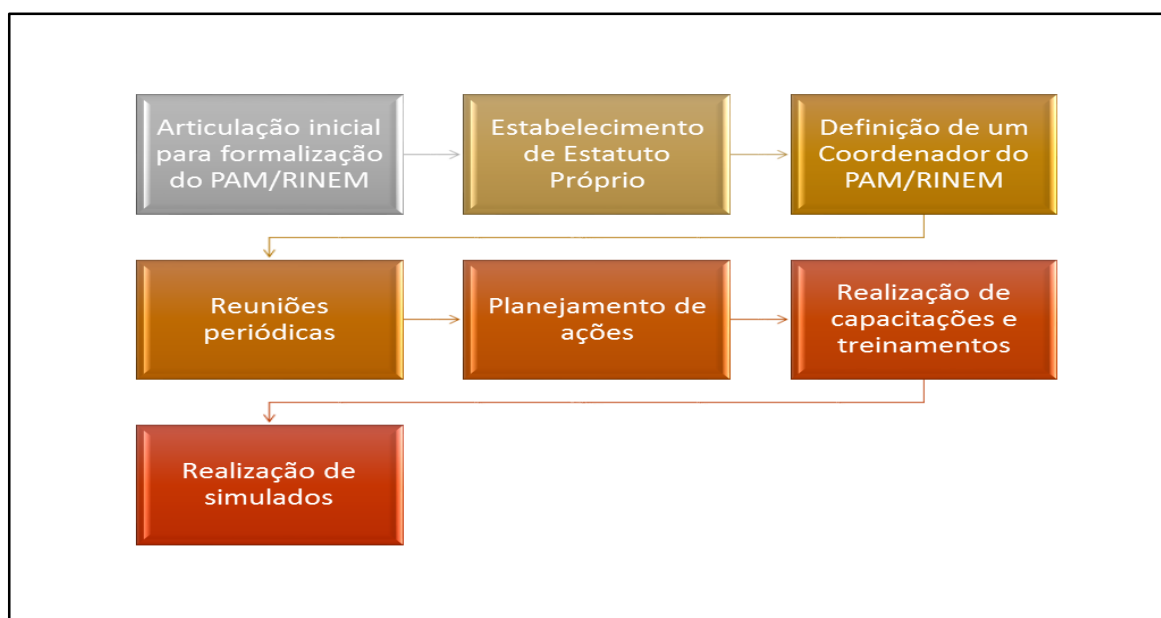 Articulação inicial
para formalização
do PAM/RINEM
Estabelecimento
de Estatuto
Próprio
Definição de um
Coordenador do
PAM/RINEM
Reuniões
periódicas
Planejamento de
ações
Realização de
capacitações e
treinamentos
Realização de
simulados